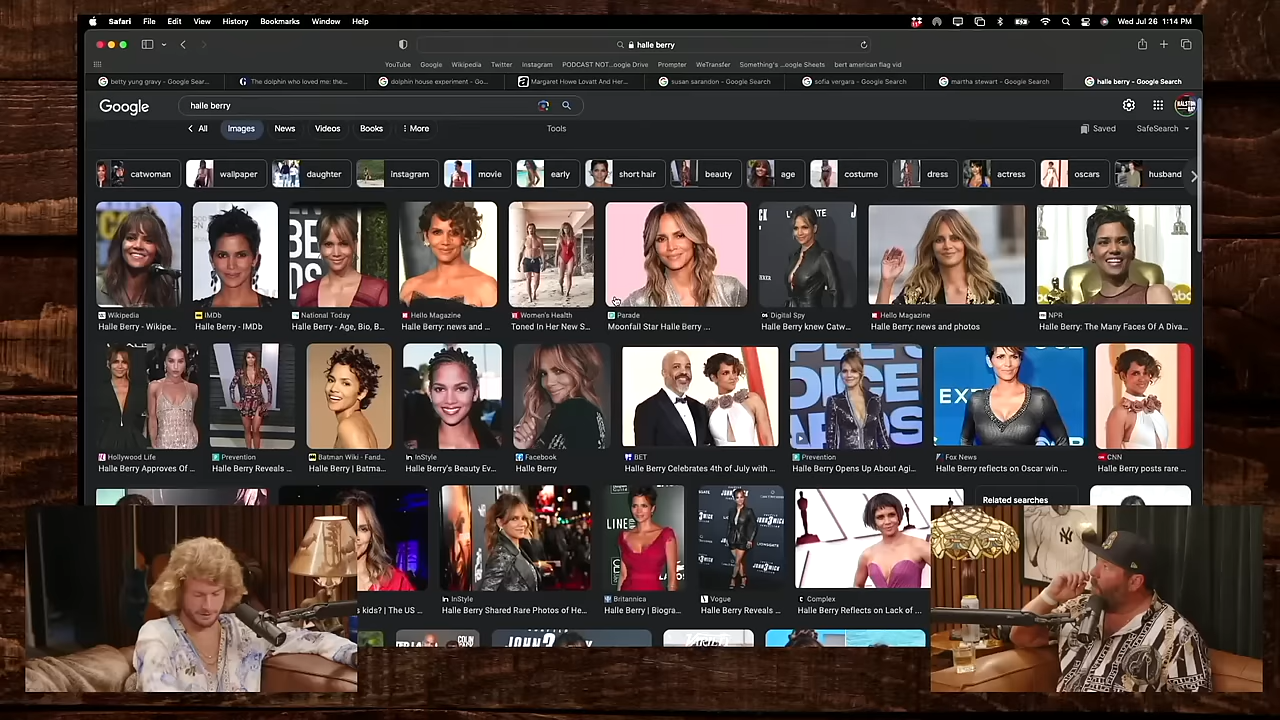 Safari File Edit View History Bookmarks Window Help Wed Jul 26 1:14 PM
halle berry
YouTube Google Wikipedia Twitter Instagram PODCAST NOT...ogle Drive Prompter WeTransfer Something's ...oogle Sheets bert american flag vid
betty yung gravy - Google Sear... The dolphin who loved me: the... dolphin house experiment - Go... Margaret Howe Lovatt And Her... susan sarandon - Google Search sofia vergara - Google Search martha stewart - Google Search halle berry - Google Search
Google halle berry
All Images News Videos Books More Tools Saved SafeSearch
catwoman wallpaper daughter instagram movie early short hair beauty age costume dress actress oscars husband
Wikipedia IMDb National Today Hello Magazine Women's Health Parade Digital Spy Hello Magazine NPR
Halle Berry - Wikipe... Halle Berry - IMDb Halle Berry - Age, Bio, B... Halle Berry: news and ... Toned In Her New S... Moonfail Star Halle Berry ... Halle Berry knew Catw... Halle Berry: news and photos Halle Berry: The Many Faces Of A Diva...
EXT
Hollywood Life Prevention Batman Wiki - Fand... InStyle Facebook BET Prevention Fox News CNN
Halle Berry Approves Of ... Halle Berry Reveals ... Halle Berry | Batma... Halle Berry's Beauty Ev... Halle Berry Halle Berry Celebrates 4th of July with ... Halle Berry Opens Up About Agi... Halle Berry reflects on Oscar win ... Halle Berry posts rare ...
Related searches
InStyle Britannica Vogue Complex
kids? | The US ... Halle Berry Shared Rare Photos of He... Halle Berry | Biogra... Halle Berry Reveals ... Halle Berry Reflects on Lack of ...